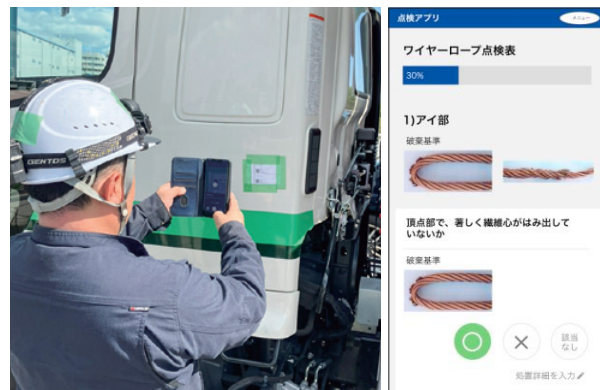 GENTOS
点検アプリ
メニュー
ワイヤーロープ点検表
30%
1)アイ部
破棄基準
頂点部で、著しく繊維心がはみ出して
いないか
破棄基準
該当
なし
処置詳細を入力